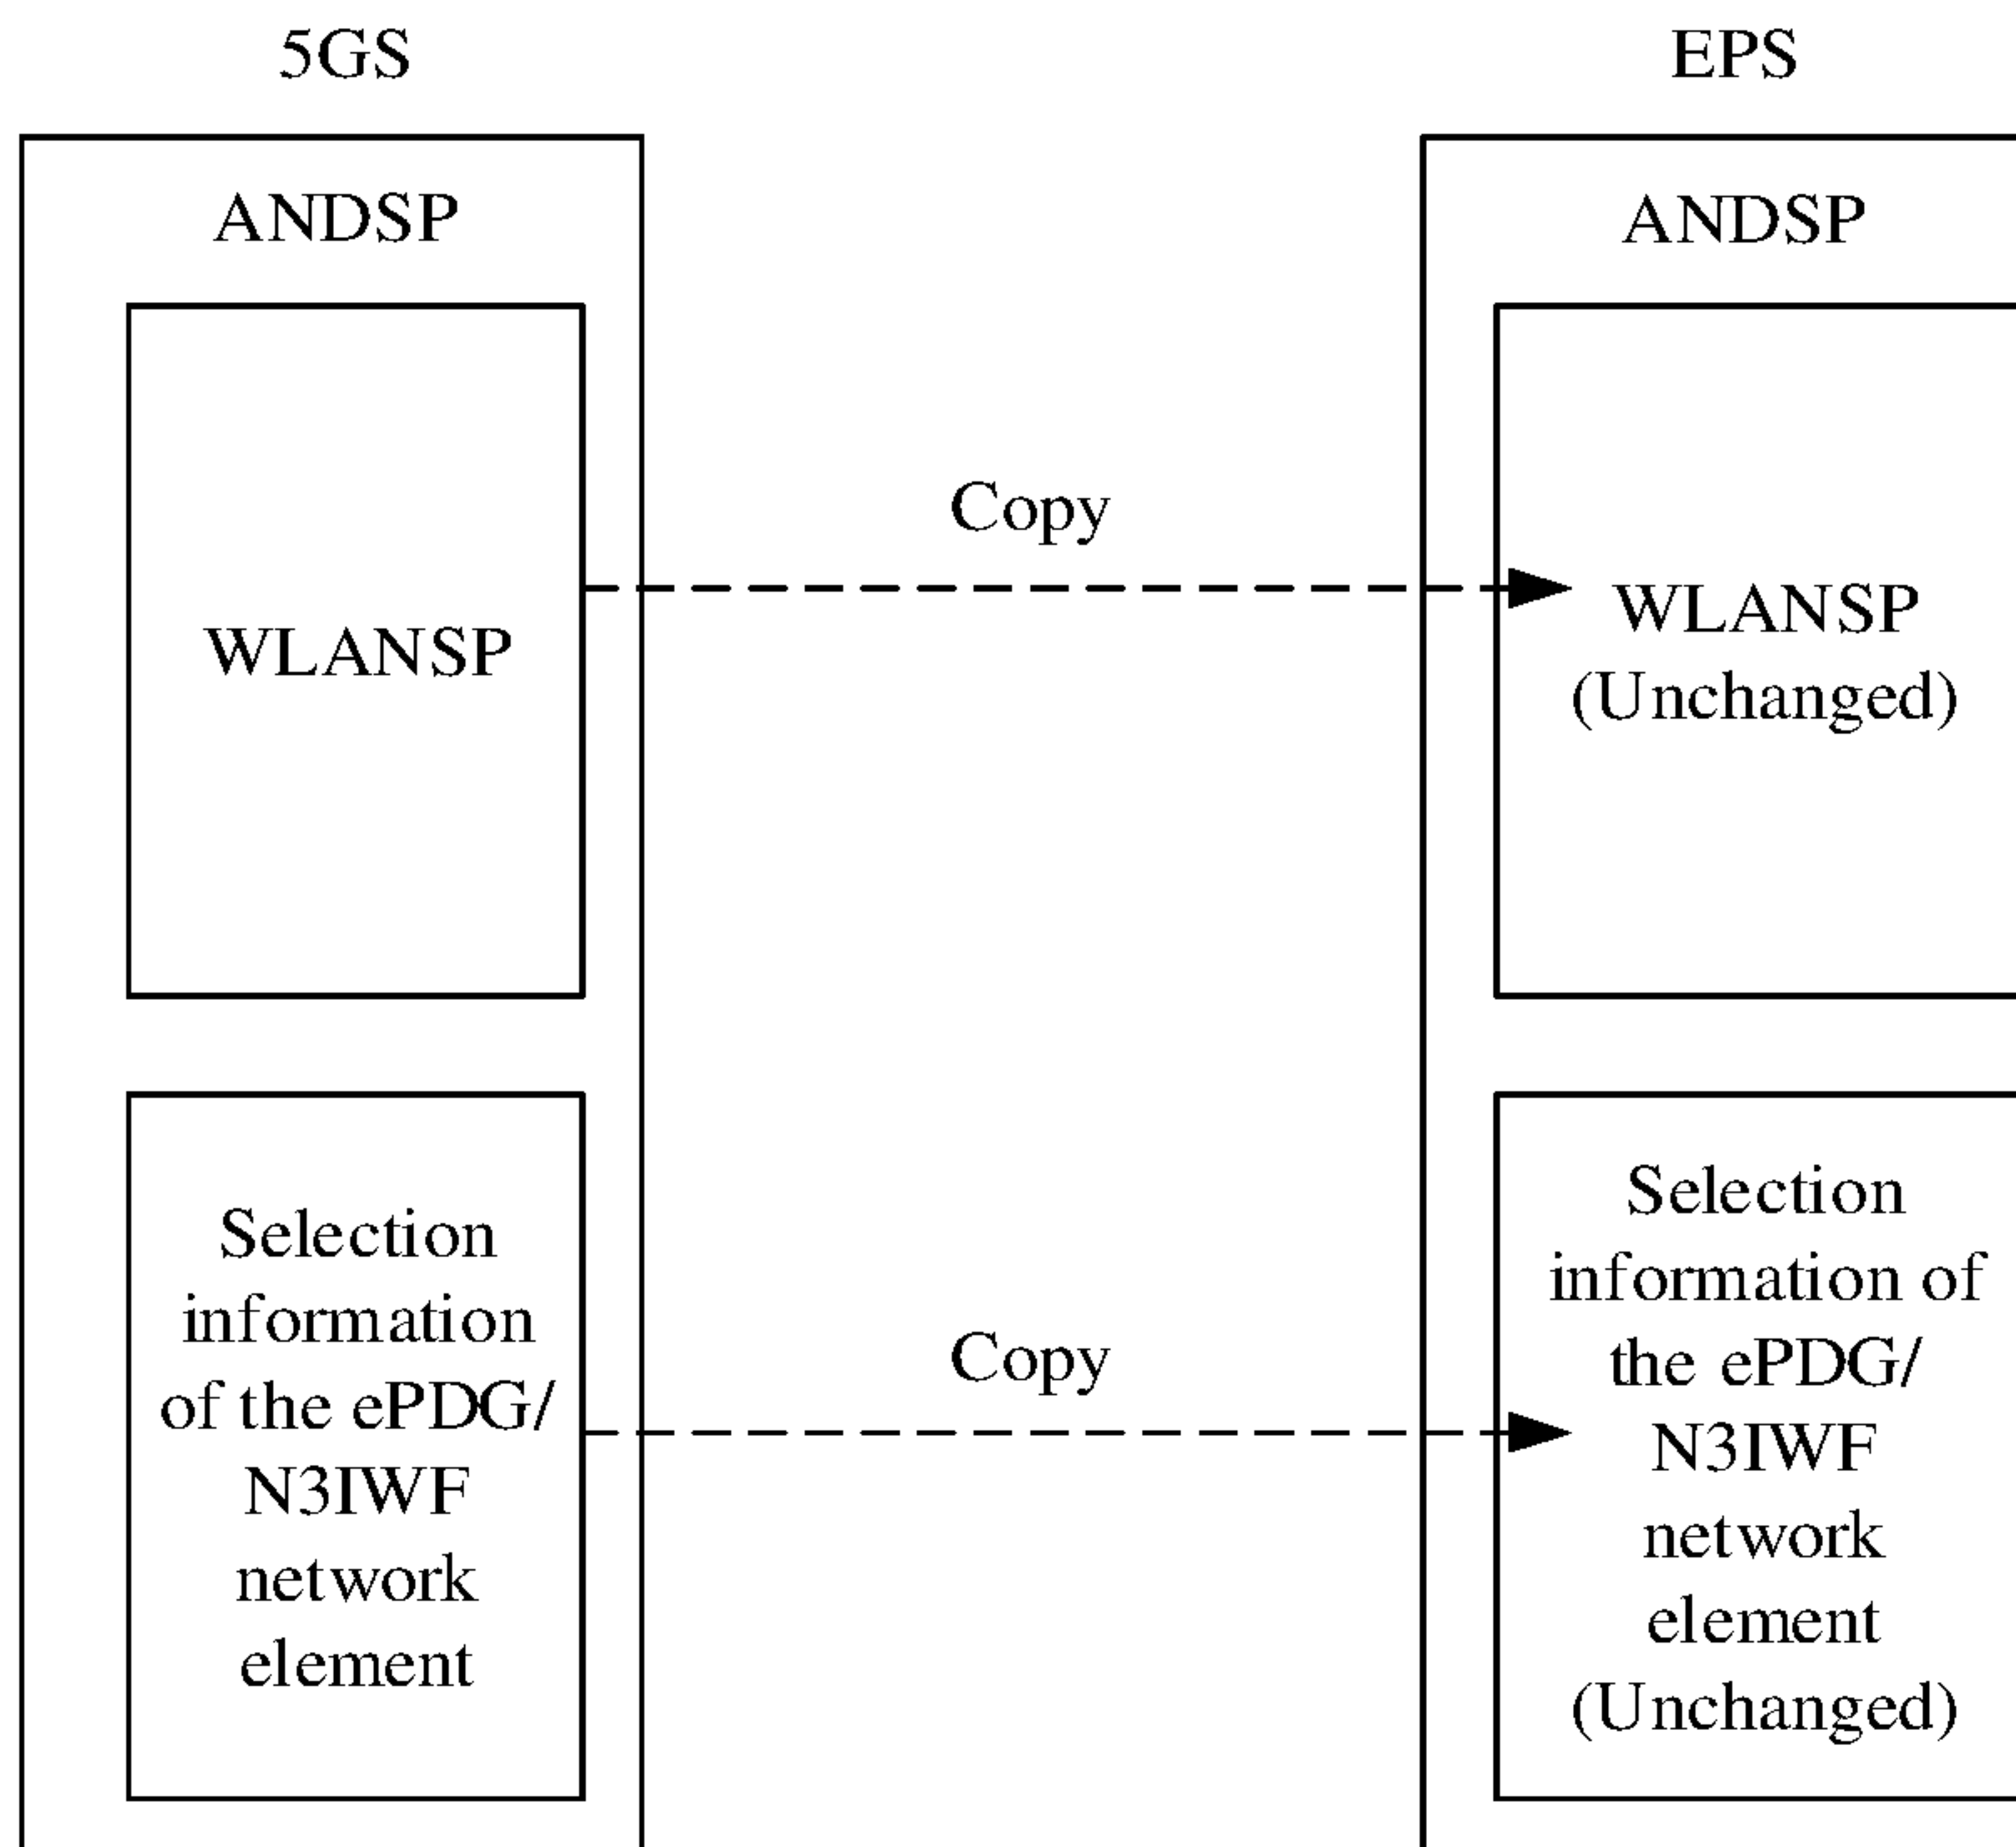 5GS
ANDSP
WLANSP
Selection
information
of the ePDG/
N3IWF
network
element
Copy
Copy
EPS
ANDSP
WLANSP
(Unchanged)
Selection
information of
the ePDG/
N3IWF
network
element
(Unchanged)